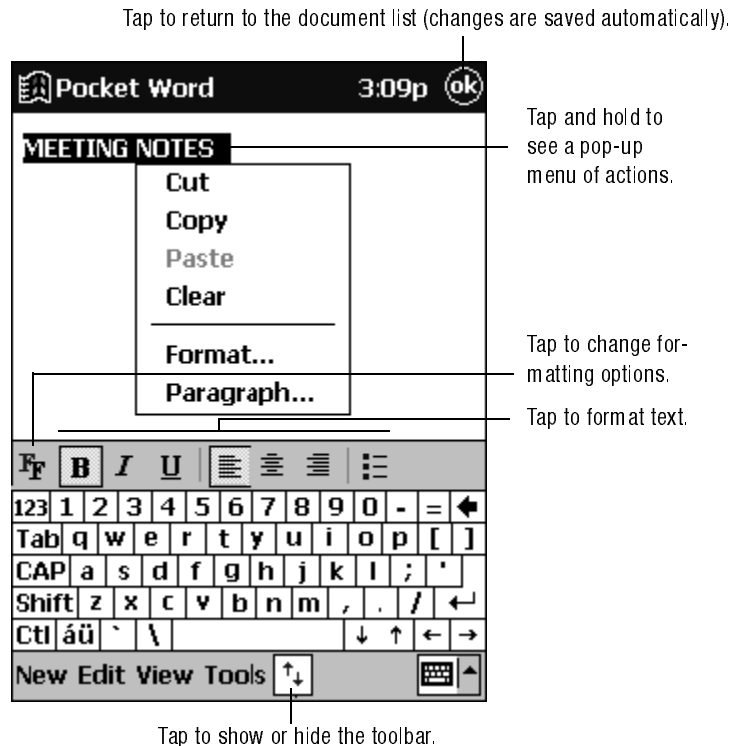 Tap to return to the document list (changes are saved automatically).
Pocket Word 3:09p ok
MEETING NOTES
Tap and hold to
see a pop-up
menu of actions.
Cut
Copy
Paste
Clear
Format...
Paragraph...
Tap to change for-
matting options.
Tap to format text.
FF B I U
123 1 2 3 4 5 6 7 8 9 0 - =
Tab q w e r t y u i o p [ ]
CAP a s d f g h j k l ; '
Shift z x c v b n m , . /
Ctl áü ` \ ↓ ↑ ← →
New Edit View Tools
Tap to show or hide the toolbar.